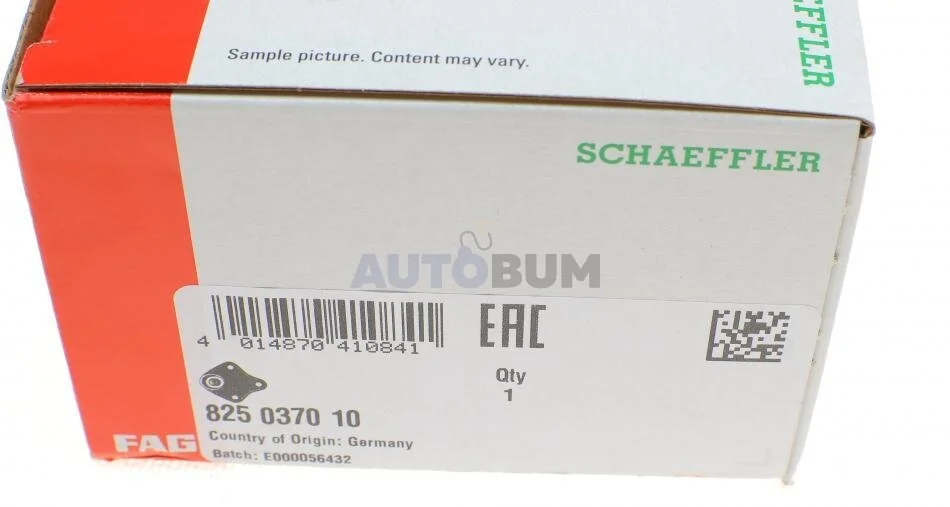 Sample picture. Content may vary.
EFFLER
SCHAEFFLER
AUTOBUM
4 014870 410841
EAC
Qty
1
825 0370 10
Country of Origin: Germany
FAG
Batch: E000056432